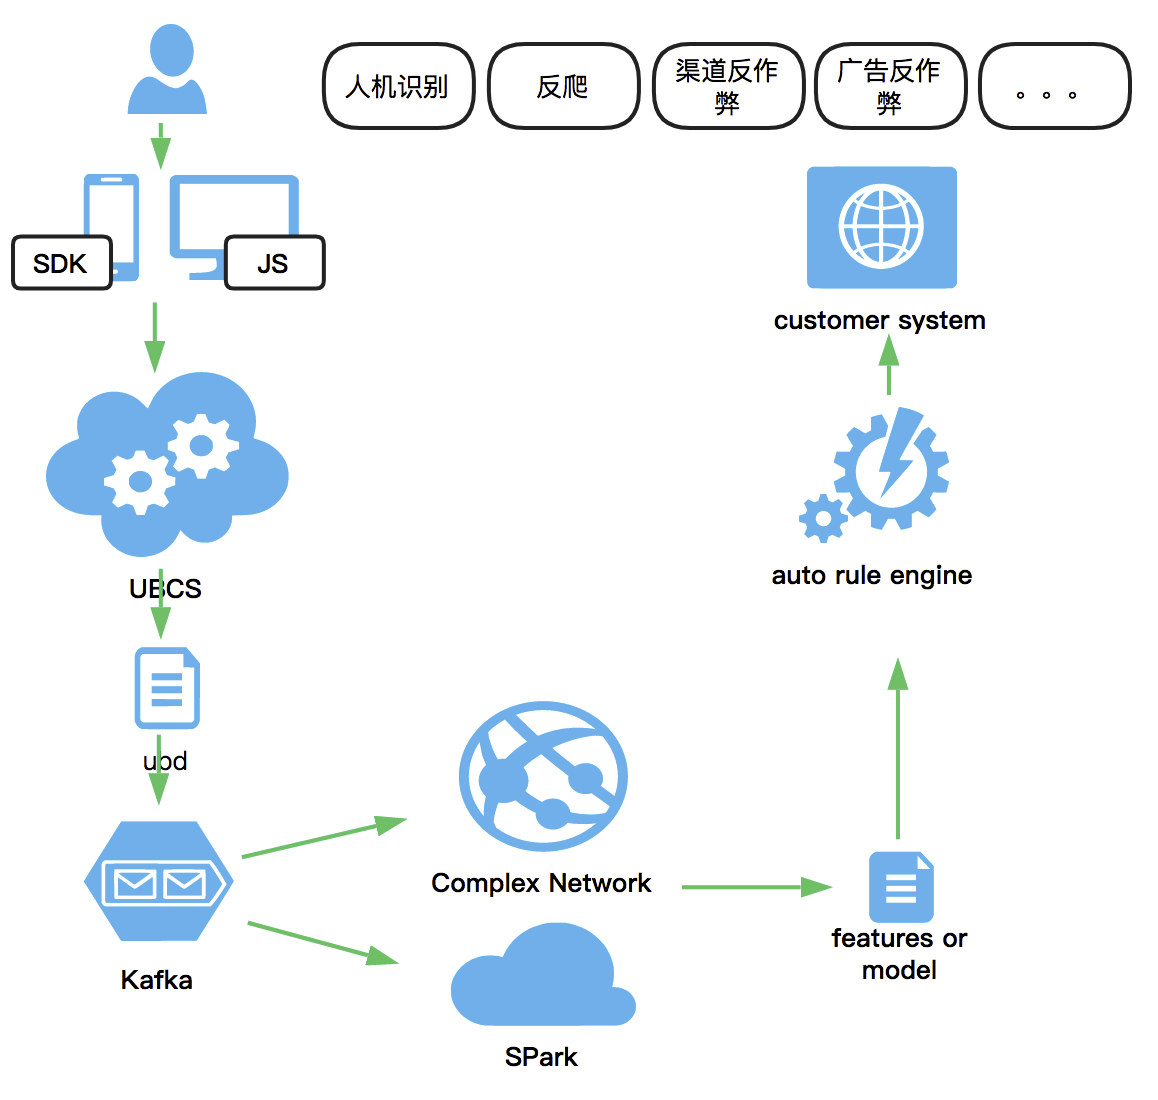 人机识别
反爬
渠道反作
弊
广告反作
弊
。。。
SDK
JS
customer system
UBCS
auto rule engine
ubd
Complex Network
features or
model
Kafka
SPark